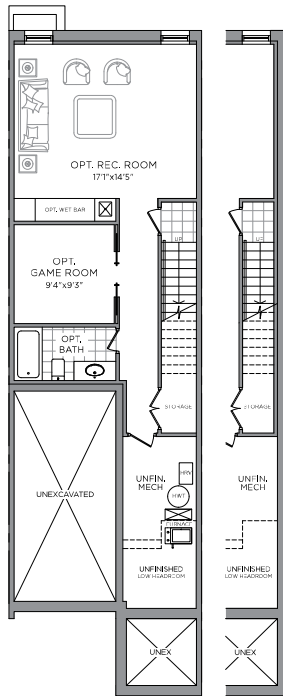 OPT. REC. ROOM
17'1"x14'5"
OPT. WET BAR
UP
UP
OPT.
GAME ROOM
9'4"x9'3"
OPT.
BATH
STORAGE
STORAGE
UNFIN.
MECH
HRV
HWT
FURNACE
UNFIN.
MECH
UNEXCAVATED
UNFINISHED
LOW HEADROOM
UNFINISHED
LOW HEADROOM
UNEX
UNEX